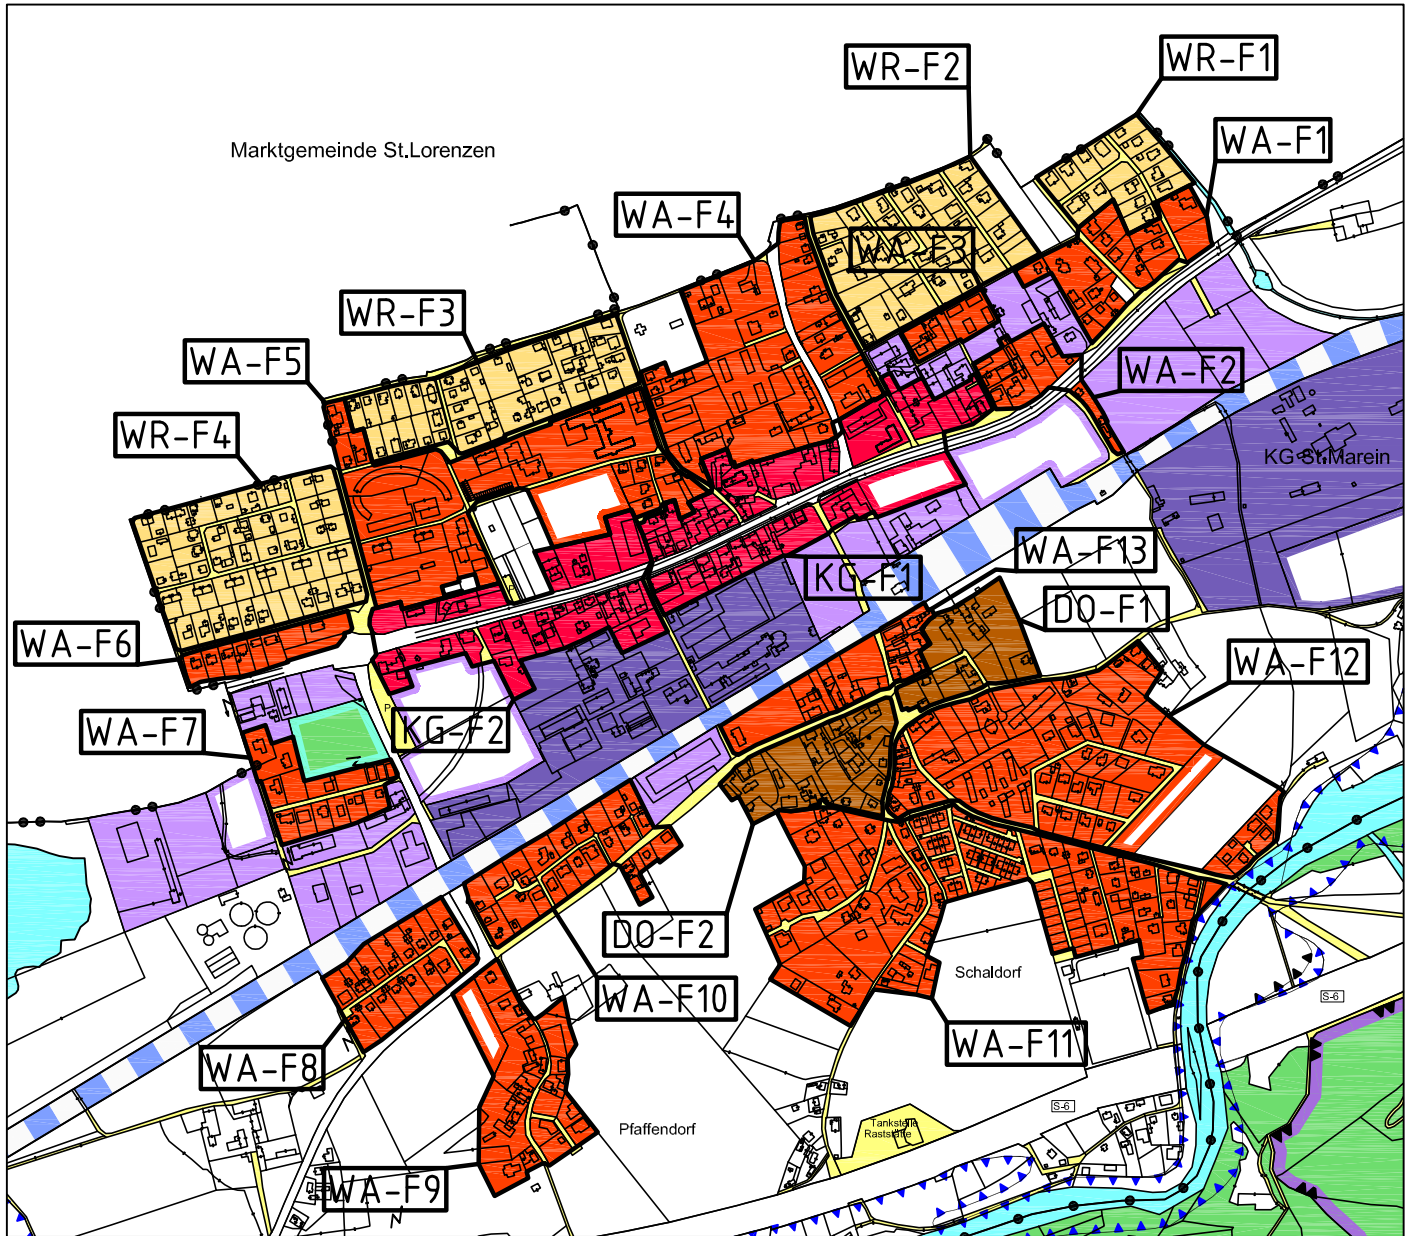 WR-F1
WR-F2
WA-F1
Marktgemeinde St.Lorenzen
WA-F4
WA-F3
WR-F3
WA-F5
WA-F2
WR-F4
KG St.Marein
WA-F13
KG-F1
DO-F1
WA-F6
WA-F12
WA-F7
KG-F2
DO-F2
Schaldorf
WA-F10
S-6
WA-F11
WA-F8
S-6
Tankstelle
Raststätte
Pfaffendorf
WA-F9
N